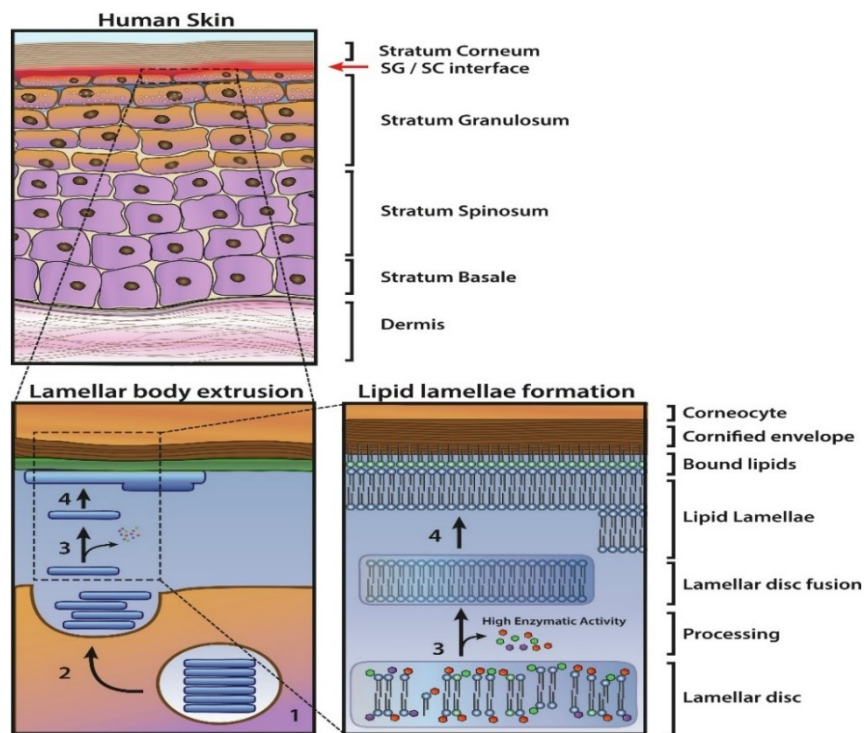 Human Skin
Stratum Corneum
SG / SC interface
Stratum Granulosum
Stratum Spinosum
Stratum Basale
Dermis
Lamellar body extrusion
4
3
2
1
Lipid lamellae formation
4
High Enzymatic Activity
3
Corneocyte
Cornified envelope
Bound lipids
Lipid Lamellae
Lamellar disc fusion
Processing
Lamellar disc